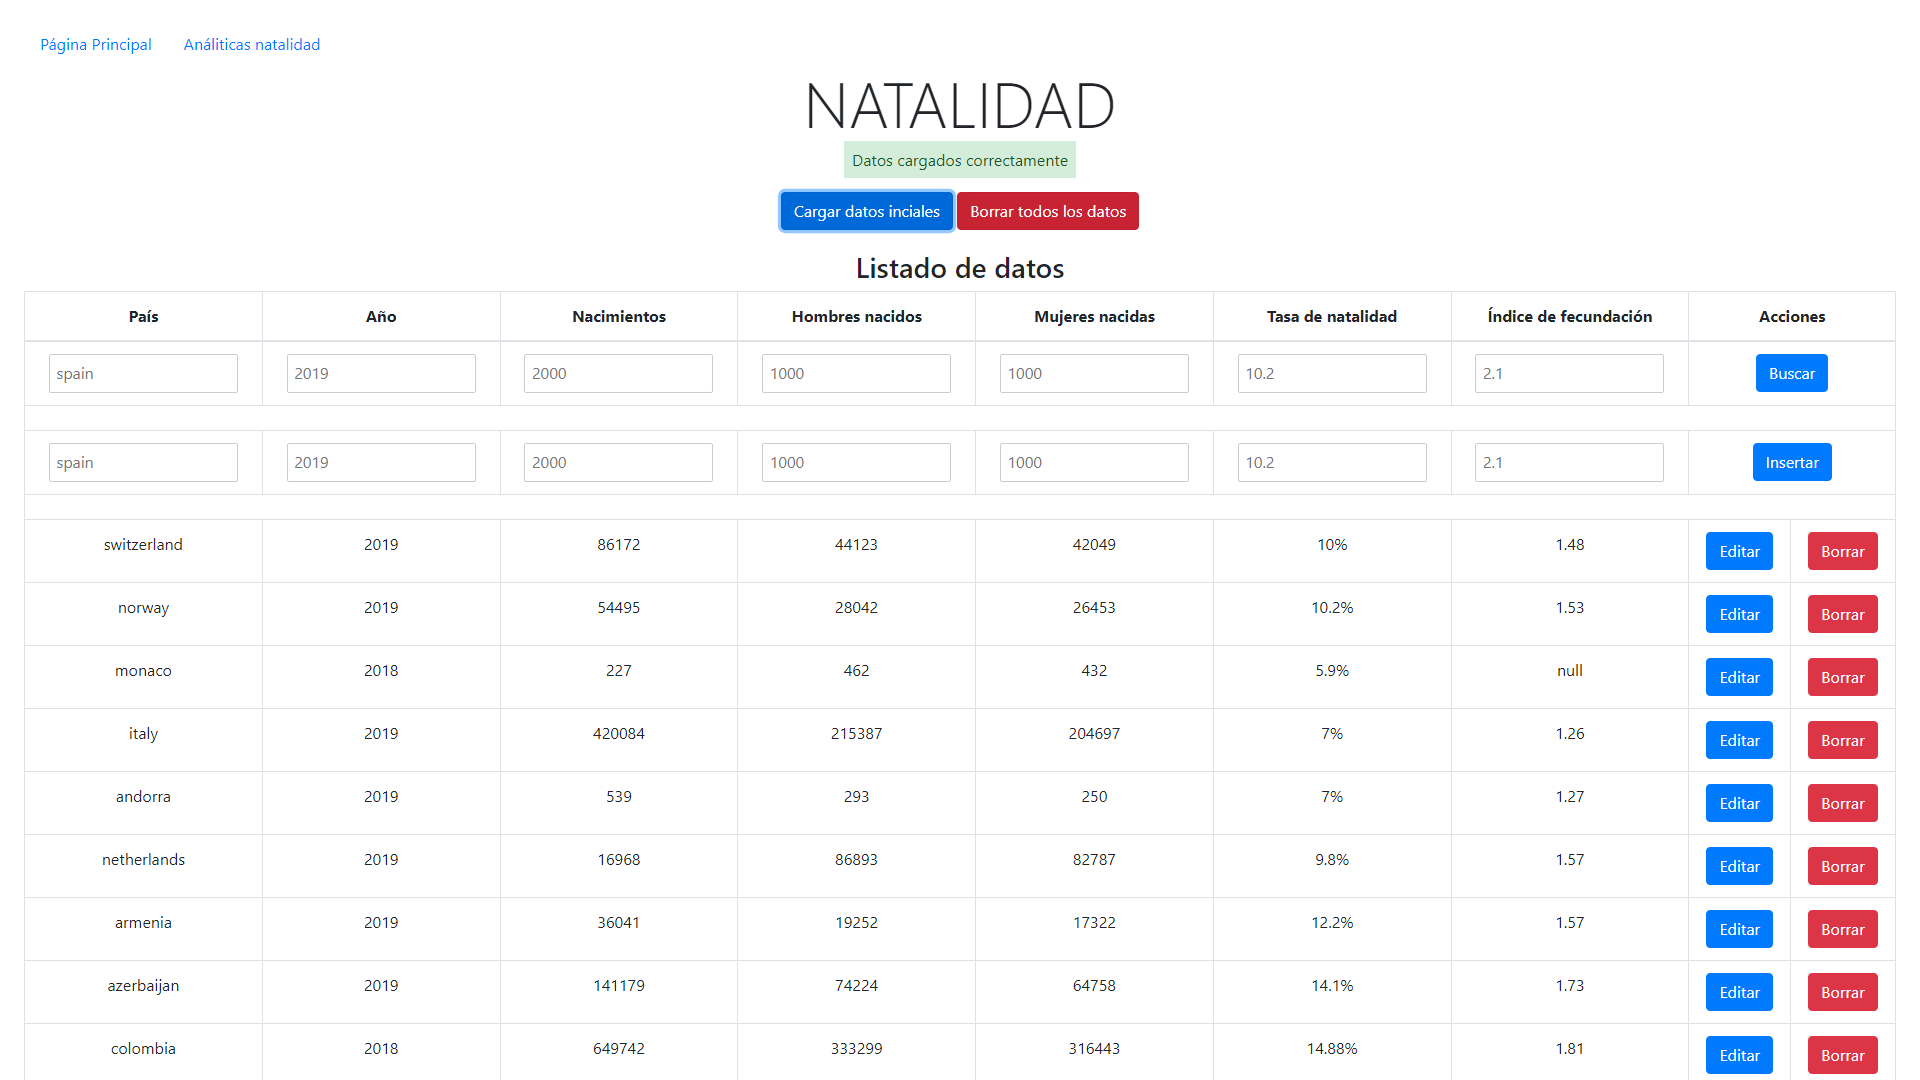 Página Principal Análiticas natalidad
NATALIDAD
Datos cargados correctamente
Cargar datos inciales Borrar todos los datos
Listado de datos
País Año Nacimientos Hombres nacidos Mujeres nacidas Tasa de natalidad Índice de fecundación Acciones
spain 2019 2000 1000 1000 10.2 2.1 Buscar
spain 2019 2000 1000 1000 10.2 2.1 Insertar
switzerland 2019 86172 44123 42049 10% 1.48 Editar Borrar
norway 2019 54495 28042 26453 10.2% 1.53 Editar Borrar
monaco 2018 227 462 432 5.9% null Editar Borrar
italy 2019 420084 215387 204697 7% 1.26 Editar Borrar
andorra 2019 539 293 250 7% 1.27 Editar Borrar
netherlands 2019 16968 86893 82787 9.8% 1.57 Editar Borrar
armenia 2019 36041 19252 17322 12.2% 1.57 Editar Borrar
azerbaijan 2019 141179 74224 64758 14.1% 1.73 Editar Borrar
colombia 2018 649742 333299 316443 14.88% 1.81 Editar Borrar